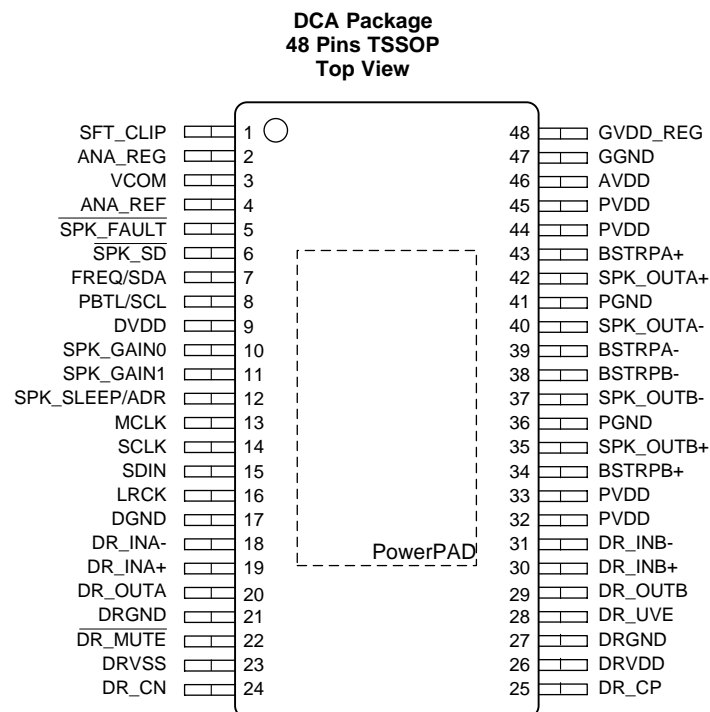 DCA Package
48 Pins TSSOP
Top View
SFT_CLIP 1 48 GVDD_REG
ANA_REG 2 47 GGND
VCOM 3 46 AVDD
ANA_REF 4 45 PVDD
SPK_FAULT 5 44 PVDD
SPK_SD 6 43 BSTRPA+
FREQ/SDA 7 42 SPK_OUTA+
PBTL/SCL 8 41 PGND
DVDD 9 40 SPK_OUTA-
SPK_GAIN0 10 39 BSTRPA-
SPK_GAIN1 11 38 BSTRPB-
SPK_SLEEP/ADR 12 37 SPK_OUTB-
MCLK 13 36 PGND
SCLK 14 35 SPK_OUTB+
SDIN 15 34 BSTRPB+
LRCK 16 33 PVDD
DGND 17 32 PVDD
DR_INA- 18 PowerPAD 31 DR_INB-
DR_INA+ 19 30 DR_INB+
DR_OUTA 20 29 DR_OUTB
DRGND 21 28 DR_UVE
DR_MUTE 22 27 DRGND
DRVSS 23 26 DRVDD
DR_CN 24 25 DR_CP